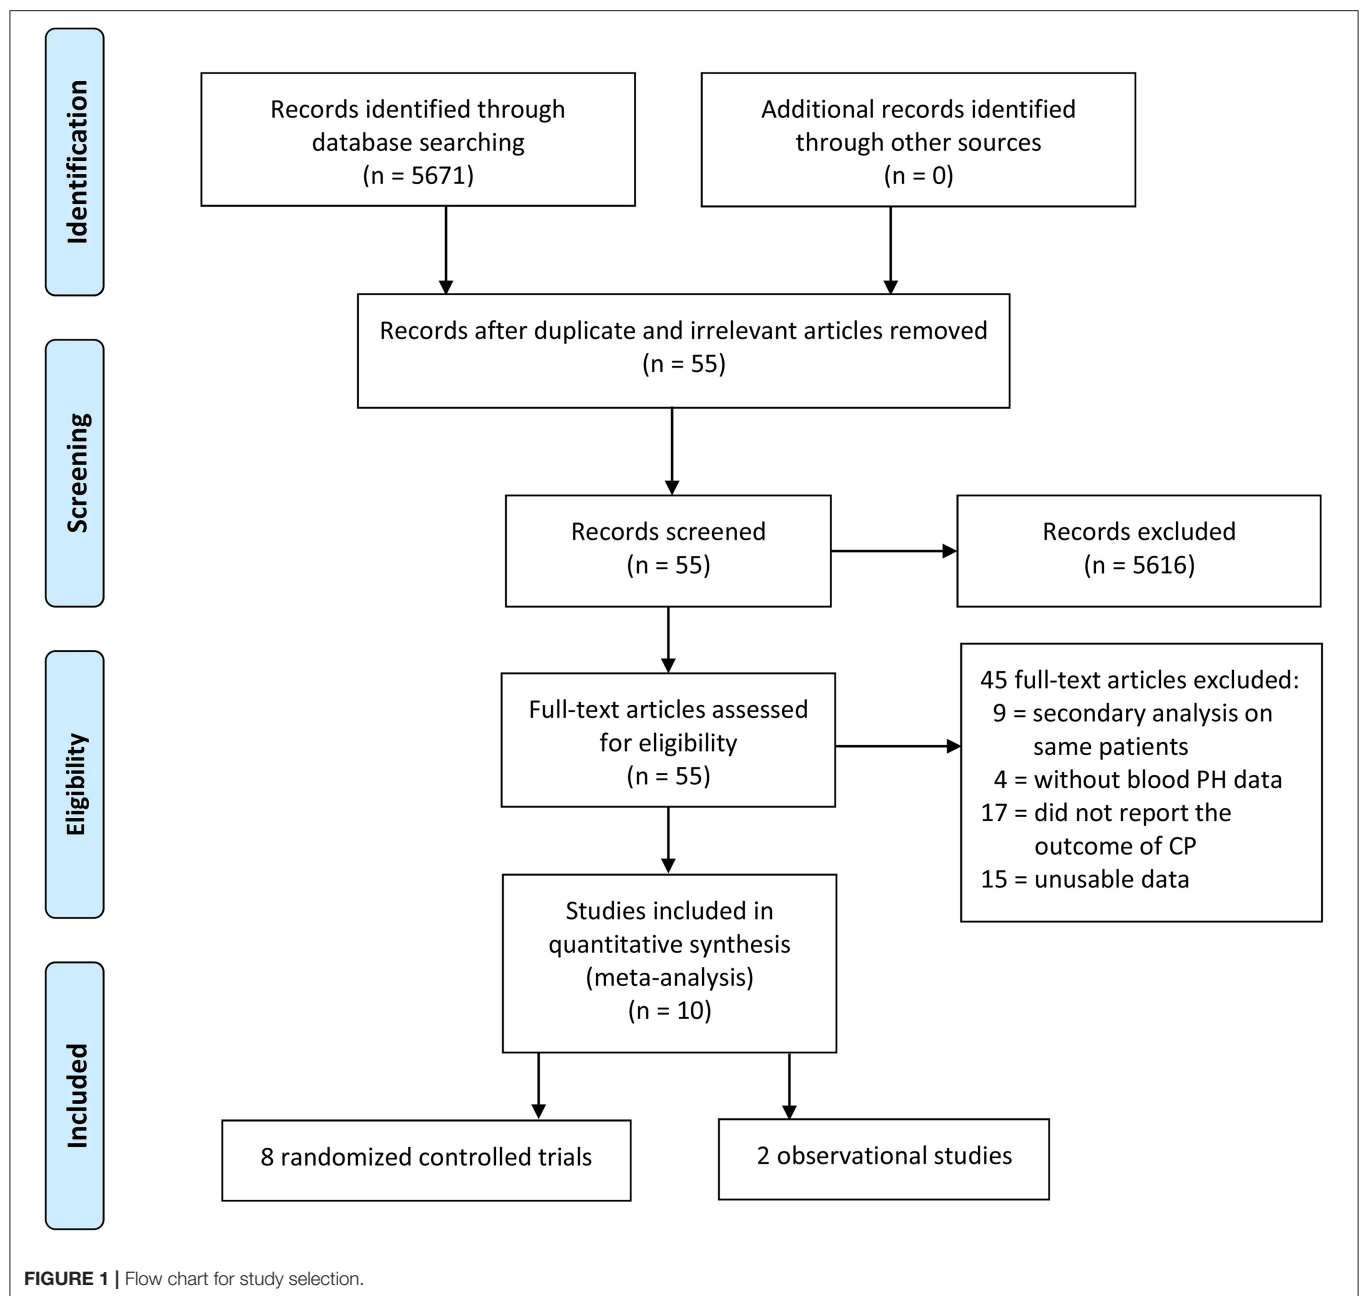 Identification
Records identified through
database searching
(n = 5671)
Additional records identified
through other sources
(n = 0)
Records after duplicate and irrelevant articles removed
(n = 55)
Screening
Records screened
(n = 55)
Records excluded
(n = 5616)
Eligibility
Full-text articles assessed
for eligibility
(n = 55)
45 full-text articles excluded:
9 = secondary analysis on
same patients
4 = without blood PH data
17 = did not report the
outcome of CP
15 = unusable data
Studies included in
quantitative synthesis
(meta-analysis)
(n = 10)
Included
8 randomized controlled trials
2 observational studies
FIGURE 1 | Flow chart for study selection.